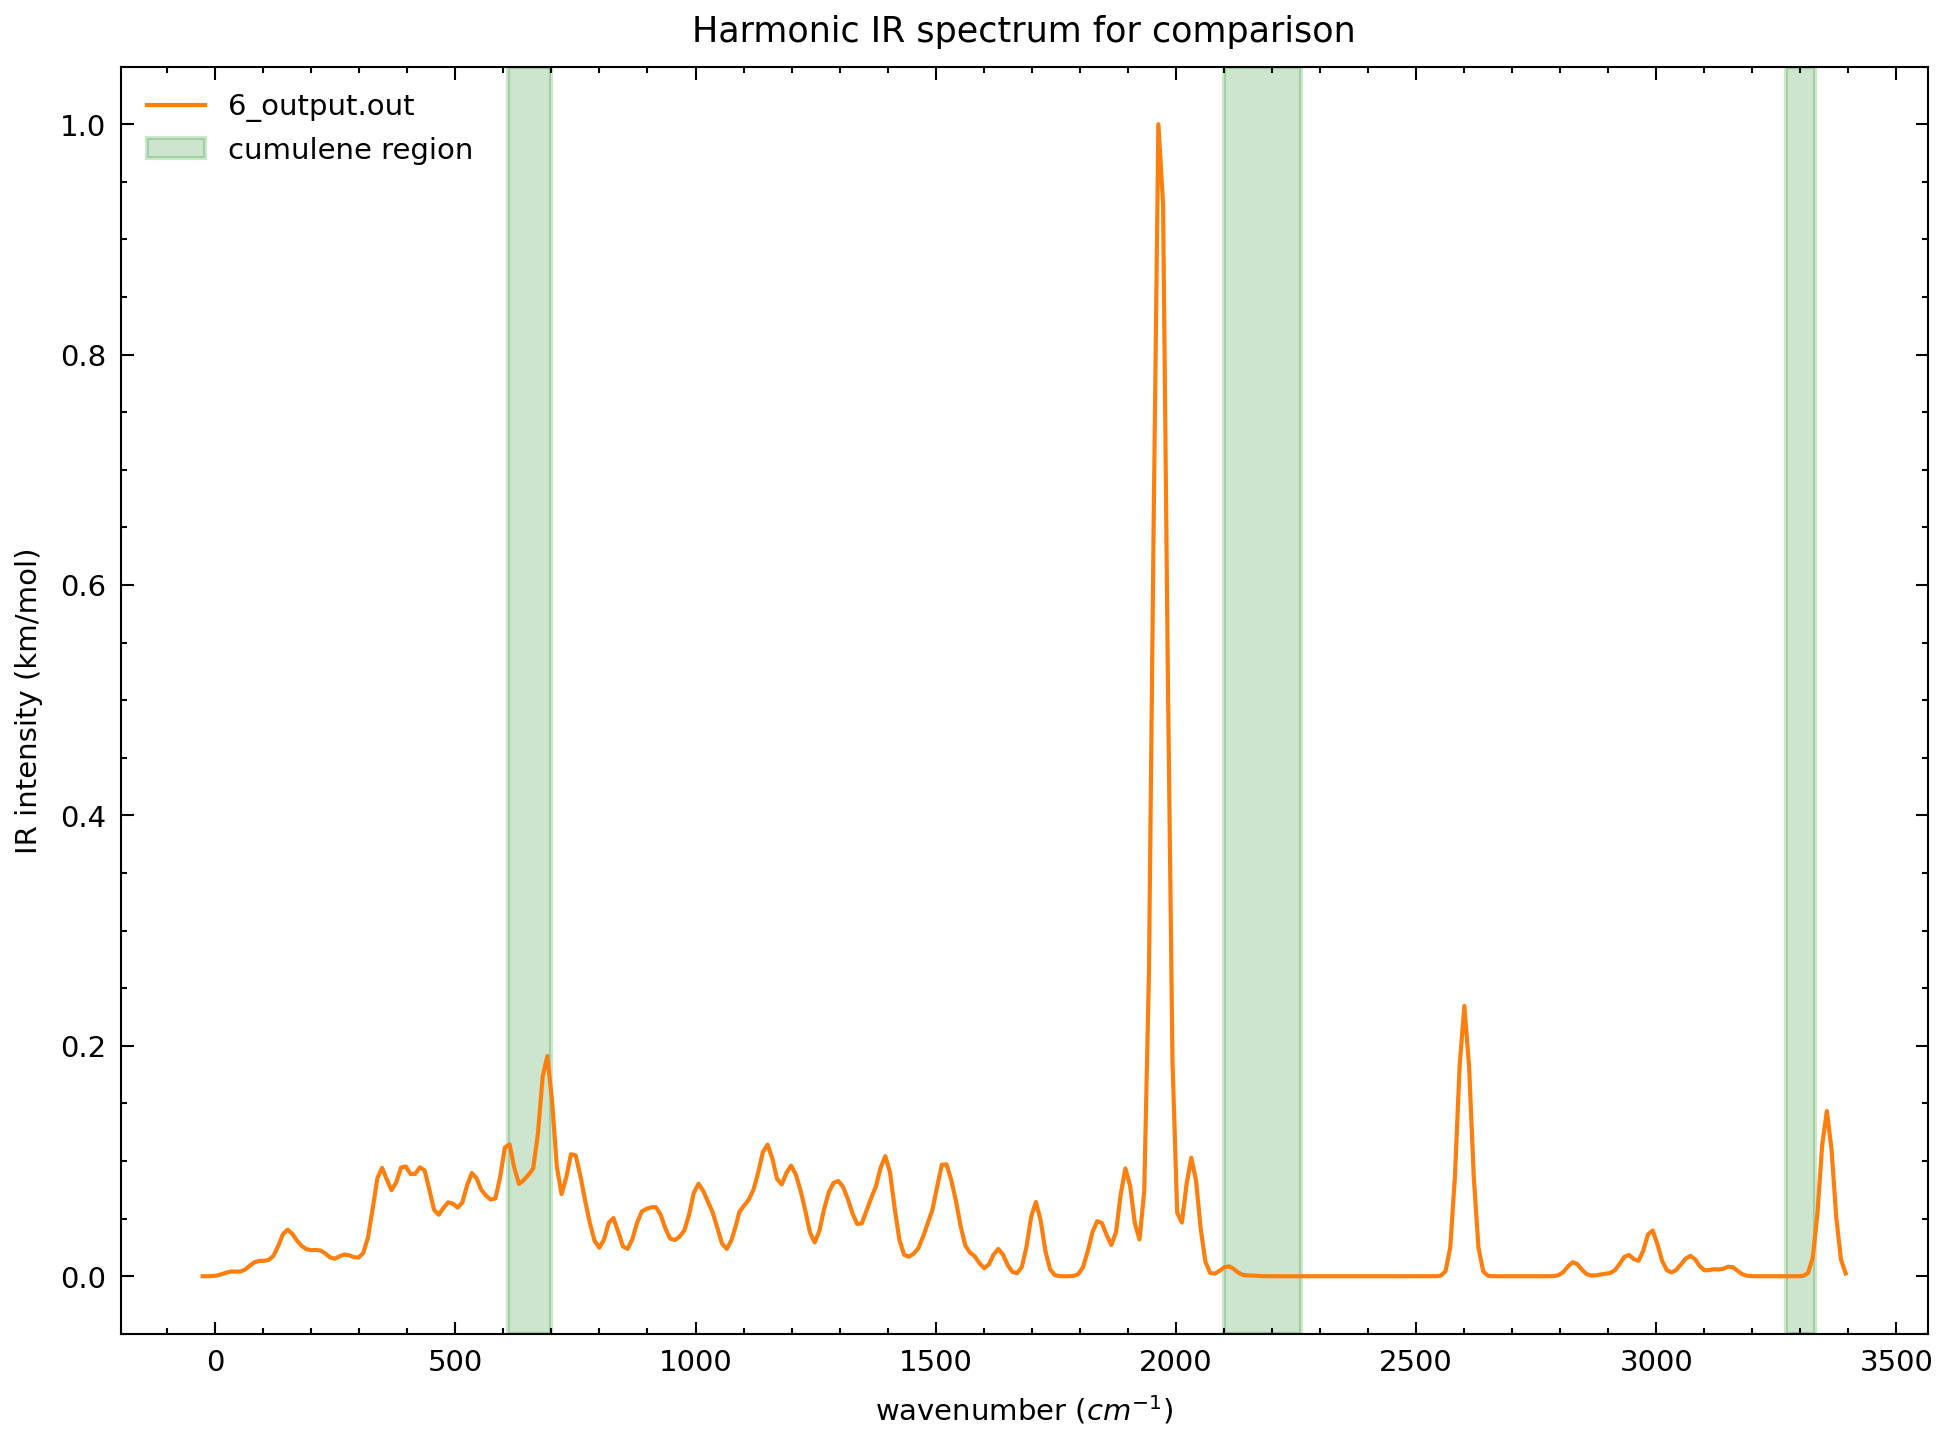 Harmonic IR spectrum for comparison
6_output.out
cumulene region
1.0
0.8
0.6
0.4
0.2
0.0
IR intensity (km/mol)
0 500 1000 1500 2000 2500 3000 3500
wavenumber (cm⁻¹)